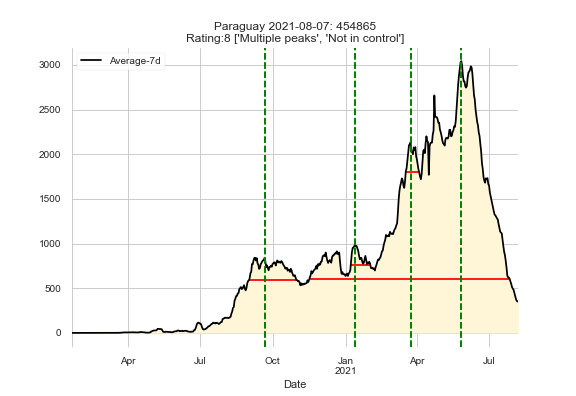 Paraguay 2021-08-07: 454865
Rating:8 ['Multiple peaks', 'Not in control']
Average-7d
3000
2500
2000
1500
1000
500
0
Apr Jul Oct Jan Apr Jul
2021
Date